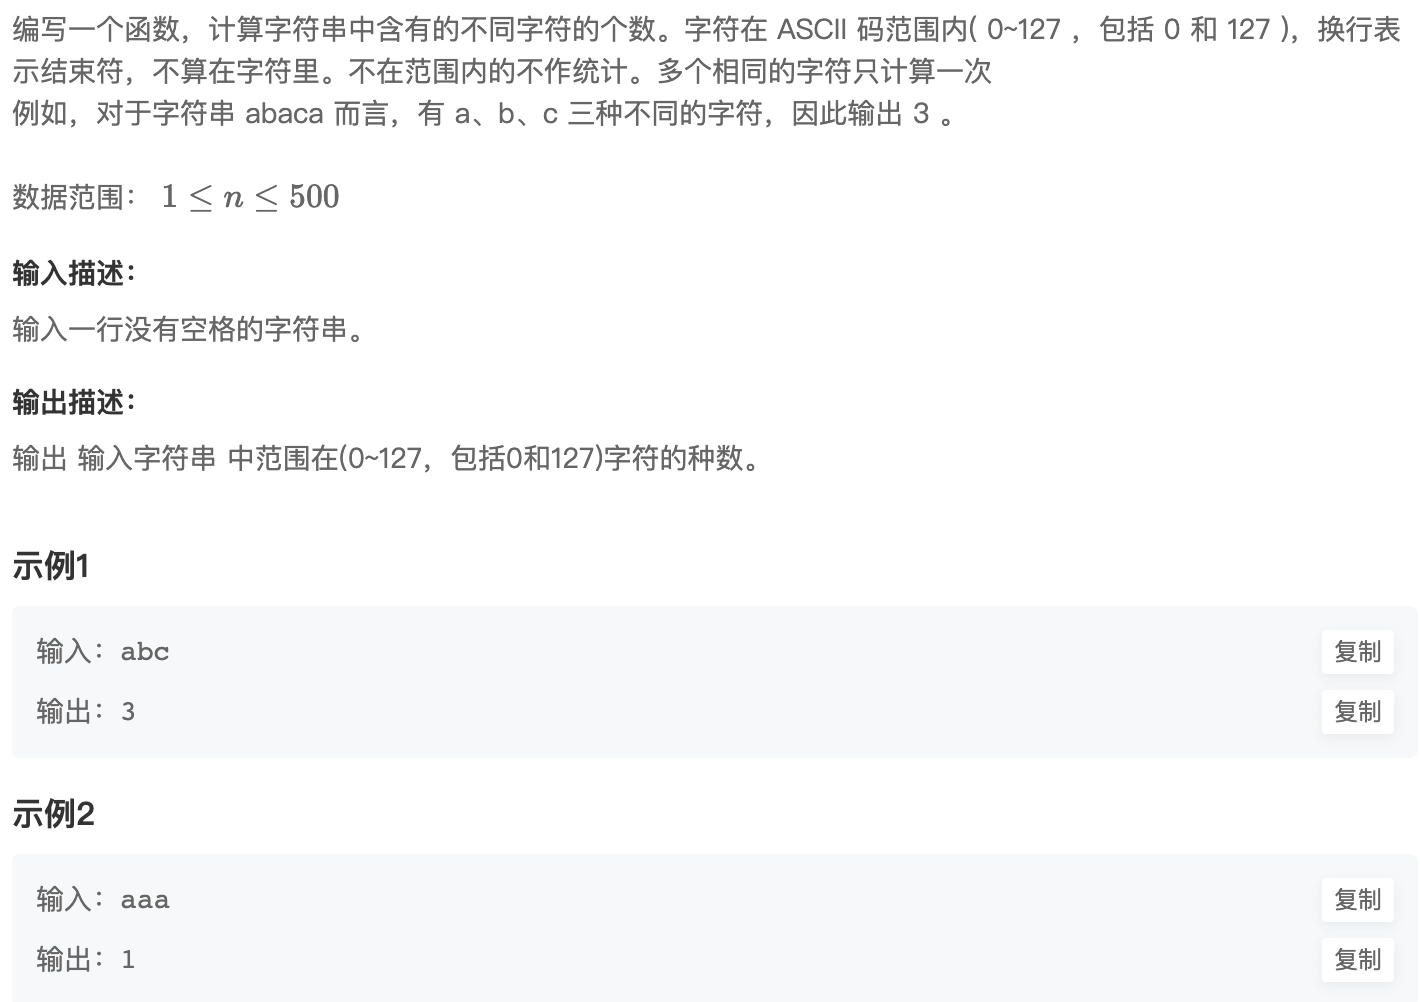 编写一个函数，计算字符串中含有的不同字符的个数。字符在 ASCII 码范围内( 0~127 ，包括 0 和 127 )，换行表
示结束符，不算在字符里。不在范围内的不作统计。多个相同的字符只计算一次
例如，对于字符串 abaca 而言，有 a、b、c 三种不同的字符，因此输出 3 。
数据范围： 1 ≤ n ≤ 500
输入描述：
输入一行没有空格的字符串。
输出描述：
输出 输入字符串 中范围在(0~127，包括0和127)字符的种数。
示例1
输入：abc 复制
输出：3 复制
示例2
输入：aaa 复制
输出：1 复制